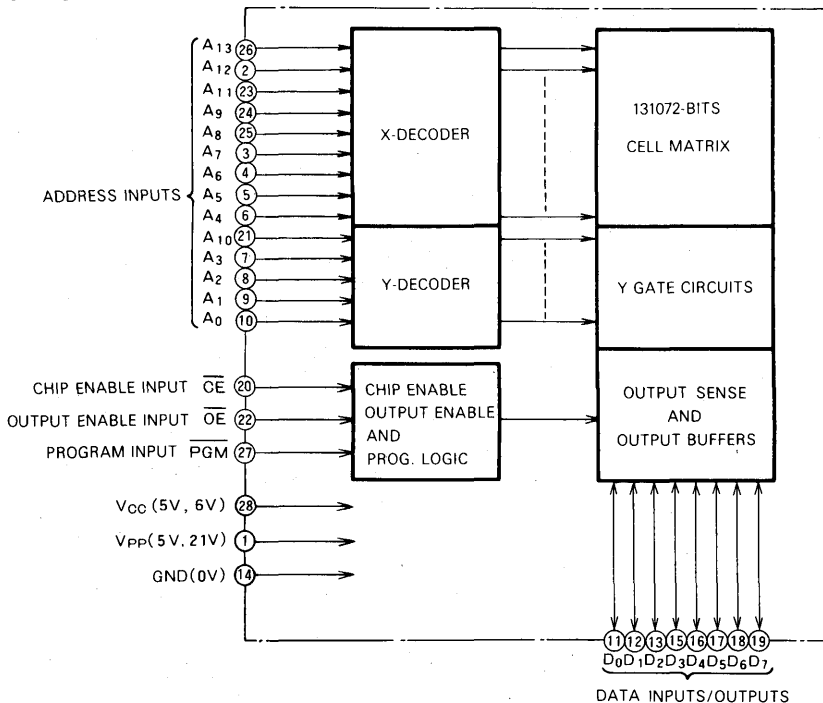 A13 26
A12 2
A11 23
A9 24
A8 25
A7 3
A6 4
A5 5
A4 6
A10 21
A3 7
A2 8
A1 9
A0 10
ADDRESS INPUTS
X-DECODER
Y-DECODER
131072-BITS
CELL MATRIX
Y GATE CIRCUITS
OUTPUT SENSE
AND
OUTPUT BUFFERS
CHIP ENABLE INPUT C̅E̅ 20
OUTPUT ENABLE INPUT O̅E̅ 22
PROGRAM INPUT P̅G̅M̅ 27
CHIP ENABLE
OUTPUT ENABLE
AND
PROG. LOGIC
VCC (5V, 6V) 28
VPP(5V, 21V) 1
GND(0V) 14
11 12 13 15 16 17 18 19
D0 D1 D2 D3 D4 D5 D6 D7
DATA INPUTS/OUTPUTS